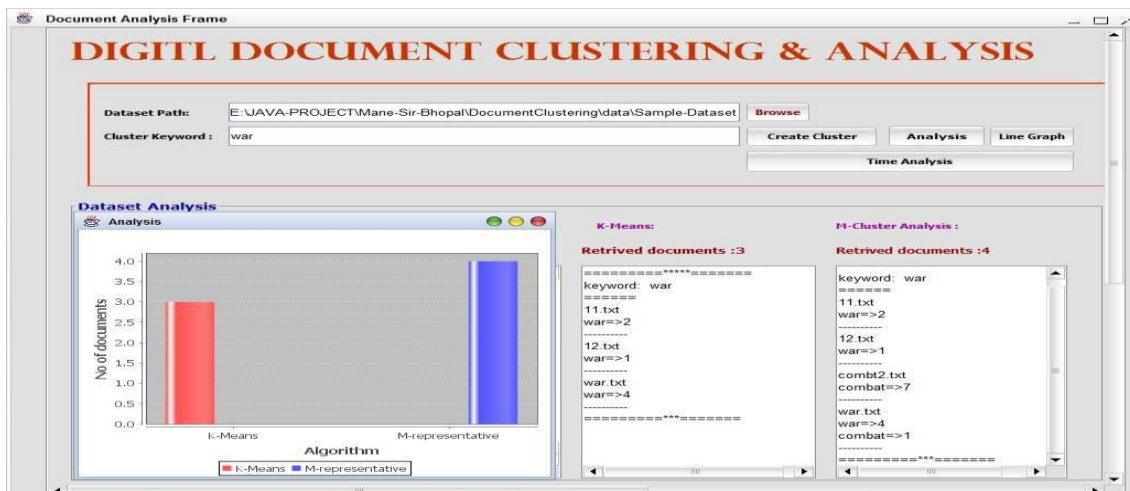 Document Analysis Frame
DIGITL DOCUMENT CLUSTERING & ANALYSIS
Dataset Path: E:\JAVA-PROJECT\Mane-Sir-Bhopal\DocumentClustering\data\Sample-Dataset Browse
Cluster Keyword : war Create Cluster Analysis Line Graph
Time Analysis
Dataset Analysis
Analysis
4.0
3.5
3.0
2.5
2.0
1.5
1.0
0.5
0.0
No of documents
K-Means M-representative
Algorithm
K-Means M-representative
K-Means:
Retrived documents :3
=========*****=======
keyword: war
======
11.txt
war=>2
----------
12.txt
war=>1
----------
war.txt
war=>4
----------
=========***=======
M-Cluster Analysis :
Retrived documents :4
keyword: war
======
11.txt
war=>2
----------
12.txt
war=>1
----------
combt2.txt
combat=>7
----------
war.txt
war=>4
combat=>1
----------
=========***=======